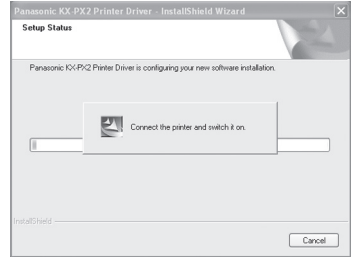 Panasonic KX-PX2 Printer Driver - InstallShield Wizard
Setup Status
Panasonic KX-PX2 Printer Driver is configuring your new software installation.
Connect the printer and switch it on.
InstallShield
Cancel